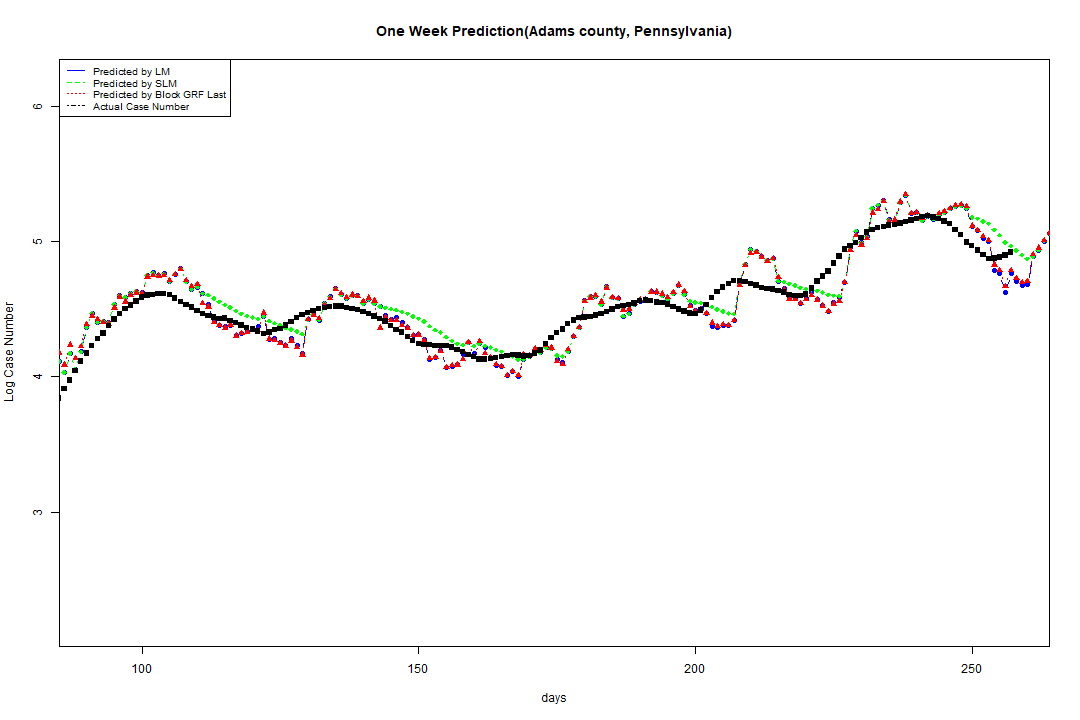 One Week Prediction(Adams county, Pennsylvania)
Predicted by LM
Predicted by SLM
Predicted by Block GRF Last
Actual Case Number
6
5
4
3
Log Case Number
100 150 200 250
days